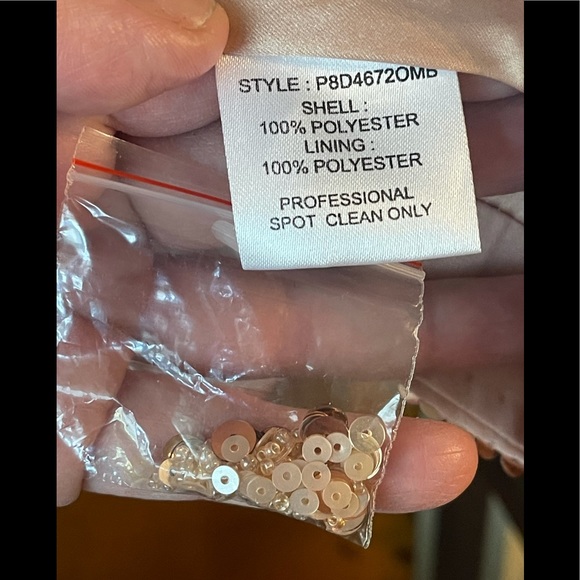 STYLE : P8D4672OMB
SHELL :
100% POLYESTER
LINING :
100% POLYESTER
PROFESSIONAL
SPOT CLEAN ONLY